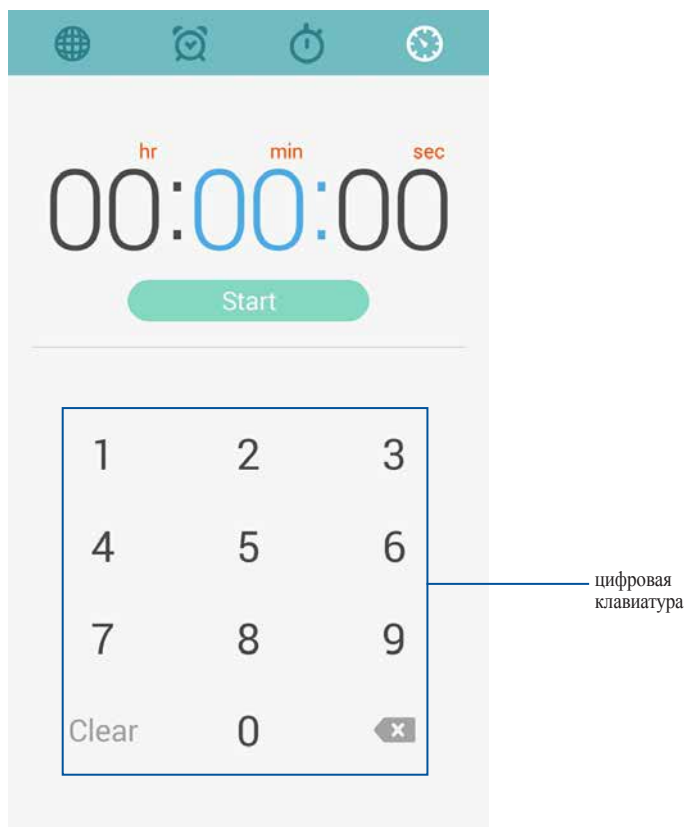 hr min sec
00:00:00
Start
1 2 3
4 5 6
7 8 9
Clear 0
цифровая
клавиатура